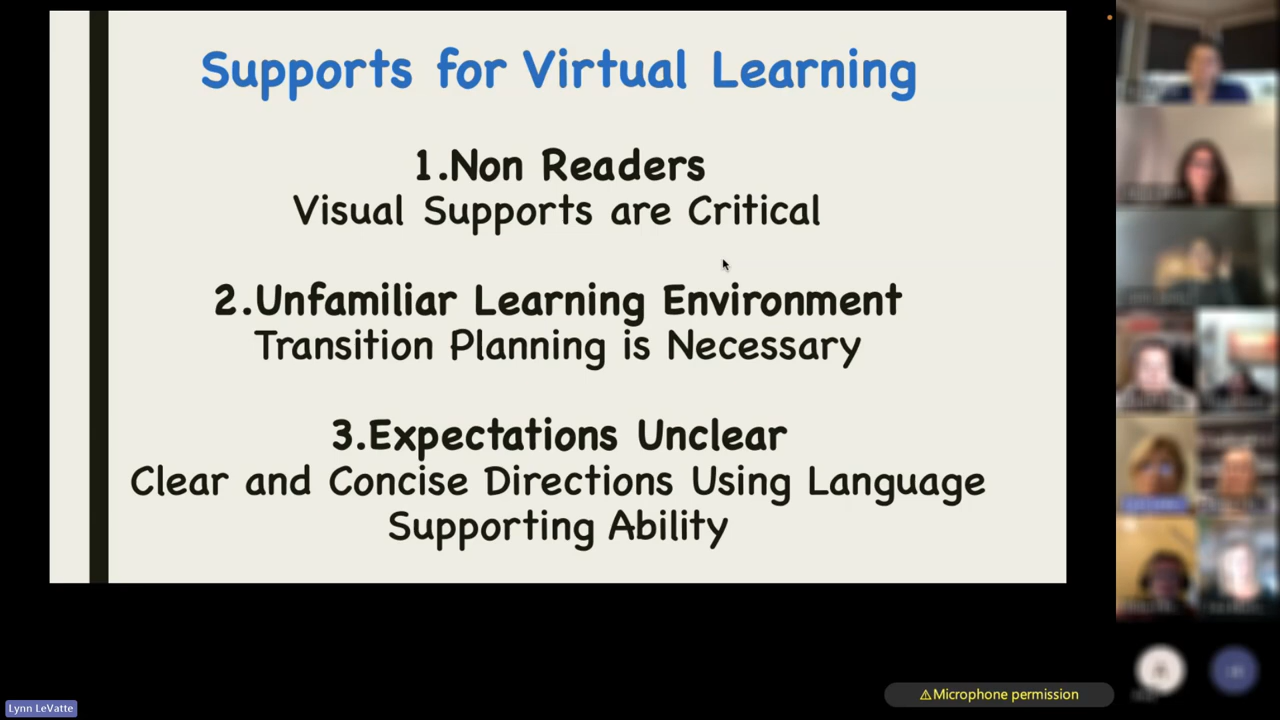 Supports for Virtual Learning
1.Non Readers
Visual Supports are Critical
2.Unfamiliar Learning Environment
Transition Planning is Necessary
3.Expectations Unclear
Clear and Concise Directions Using Language
Supporting Ability
⚠Microphone permission
Lynn LeVatte